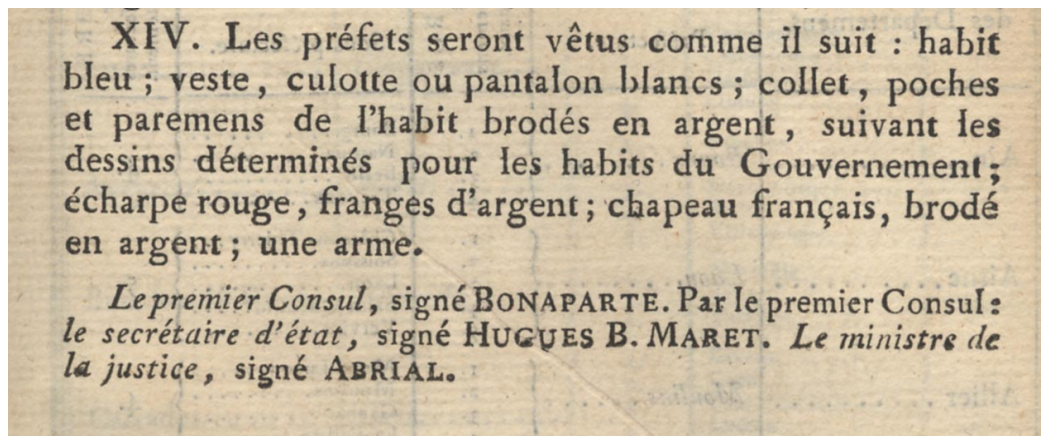 XIV. Les préfets seront vêtus comme il suit : habit
bleu ; veste, culotte ou pantalon blancs ; collet, poches
et paremens de l'habit brodés en argent, suivant les
dessins déterminés pour les habits du Gouvernement ;
écharpe rouge, franges d'argent ; chapeau français, brodé
en argent ; une arme.
Le premier Consul, signé BONAPARTE. Par le premier Consul :
le secrétaire d'état, signé HUGUES B. MARET. Le ministre de
la justice, signé ABRIAL.